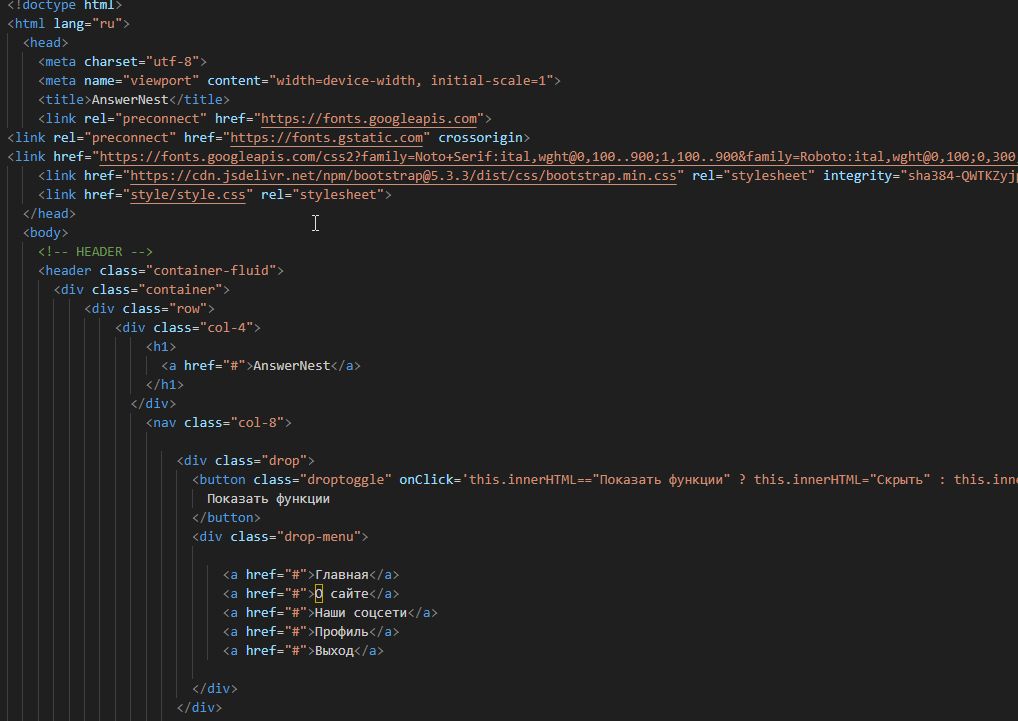 <!doctype html>
<html lang="ru">
<head>
<meta charset="utf-8">
<meta name="viewport" content="width=device-width, initial-scale=1">
<title>AnswerNest</title>
<link rel="preconnect" href="https://fonts.googleapis.com">
<link rel="preconnect" href="https://fonts.gstatic.com" crossorigin>
<link href="https://fonts.googleapis.com/css2?family=Noto+Serif:ital,wght@0,100..900;1,100..900&family=Roboto:ital,wght@0,100;0,300
<link href="https://cdn.jsdelivr.net/npm/bootstrap@5.3.3/dist/css/bootstrap.min.css" rel="stylesheet" integrity="sha384-QWTKZyjp
<link href="style/style.css" rel="stylesheet">
</head>
<body>
<!-- HEADER -->
<header class="container-fluid">
<div class="container">
<div class="row">
<div class="col-4">
<h1>
<a href="#">AnswerNest</a>
</h1>
</div>
<nav class="col-8">
<div class="drop">
<button class="droptoggle" onClick='this.innerHTML=="Показать функции" ? this.innerHTML="Скрыть" : this.inne
Показать функции
</button>
<div class="drop-menu">
<a href="#">Главная</a>
<a href="#">О сайте</a>
<a href="#">Наши соцсети</a>
<a href="#">Профиль</a>
<a href="#">Выход</a>
</div>
</div>